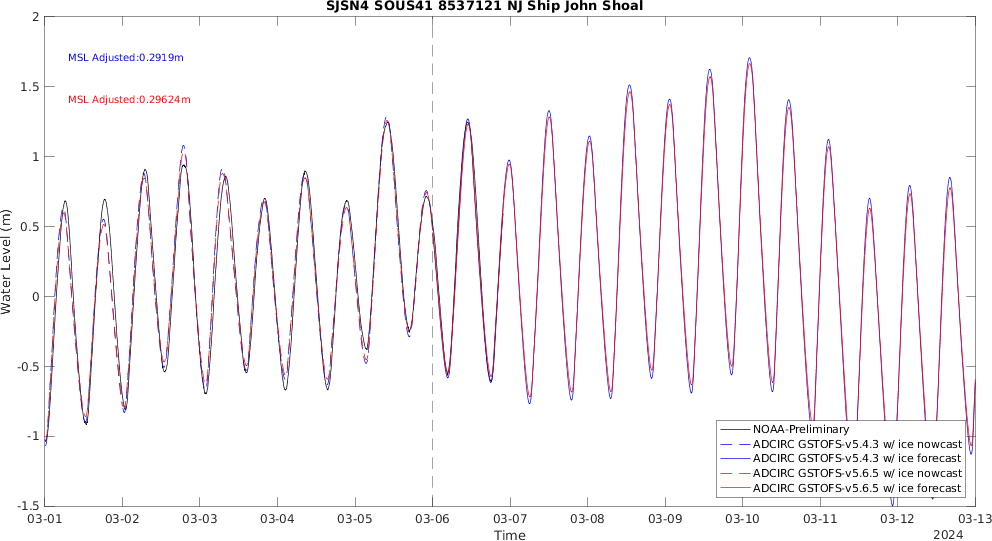 SJSN4 SOUS41 8537121 NJ Ship John Shoal
2
1.5
1
0.5
0
-0.5
-1
-1.5
Water Level (m)
MSL Adjusted:0.2919m
MSL Adjusted:0.29624m
NOAA-Preliminary
ADCIRC GSTOFS-v5.4.3 w/ ice nowcast
ADCIRC GSTOFS-v5.4.3 w/ ice forecast
ADCIRC GSTOFS-v5.6.5 w/ ice nowcast
ADCIRC GSTOFS-v5.6.5 w/ ice forecast
03-01 03-02 03-03 03-04 03-05 03-06 03-07 03-08 03-09 03-10 03-11 03-12 03-13
Time
2024